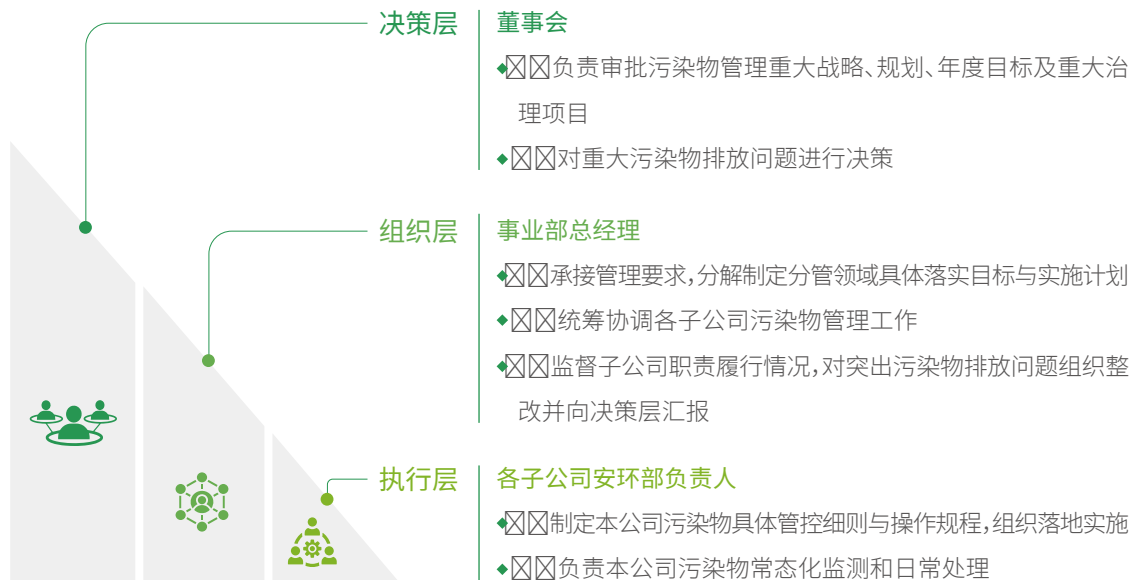 决策层
董事会
◆☒☒负责审批污染物管理重大战略、规划、年度目标及重大治
理项目
◆☒☒对重大污染物排放问题进行决策
组织层
事业部总经理
◆☒☒承接管理要求,分解制定分管领域具体落实目标与实施计划
◆☒☒统筹协调各子公司污染物管理工作
◆☒☒监督子公司职责履行情况,对突出污染物排放问题组织整
改并向决策层汇报
执行层
各子公司安环部负责人
◆☒☒制定本公司污染物具体管控细则与操作规程,组织落地实施
◆☒☒负责本公司污染物常态化监测和日常处理